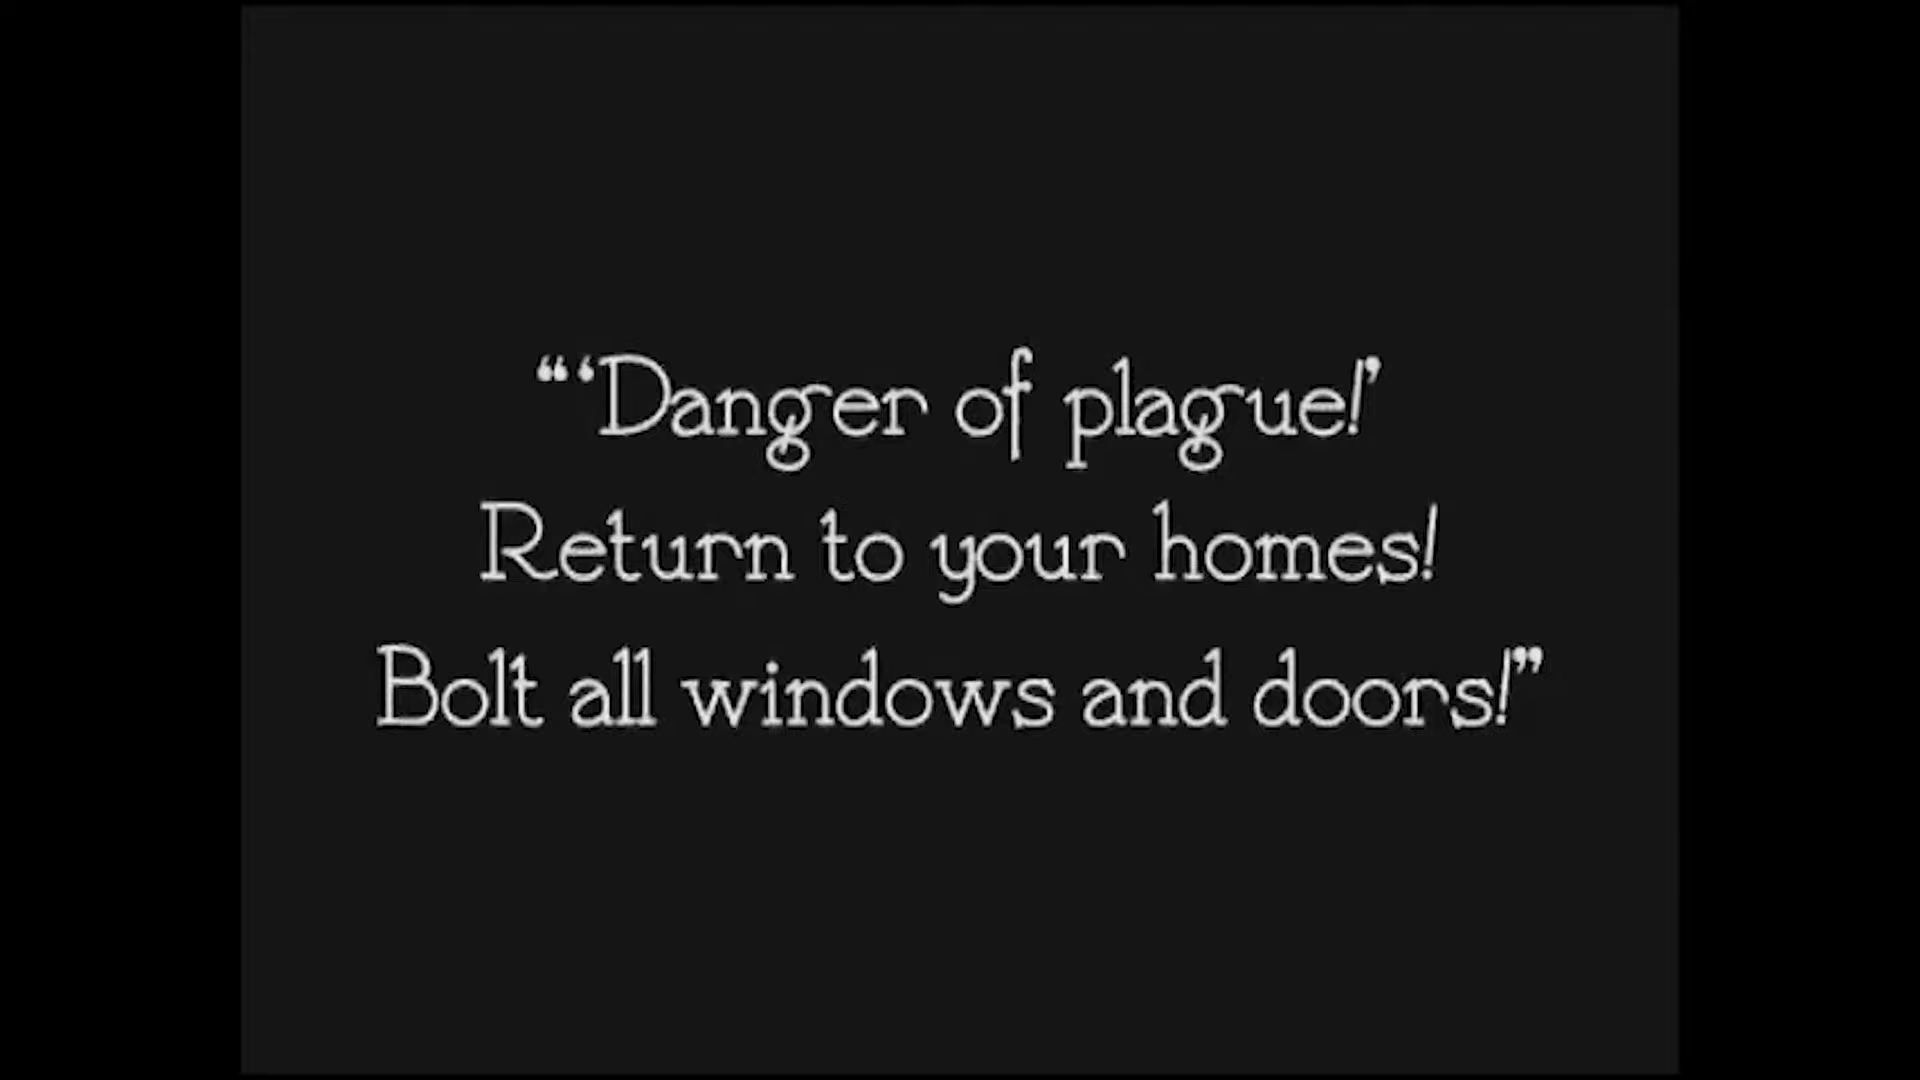 “‘Danger of plague!’
Return to your homes!
Bolt all windows and doors!”